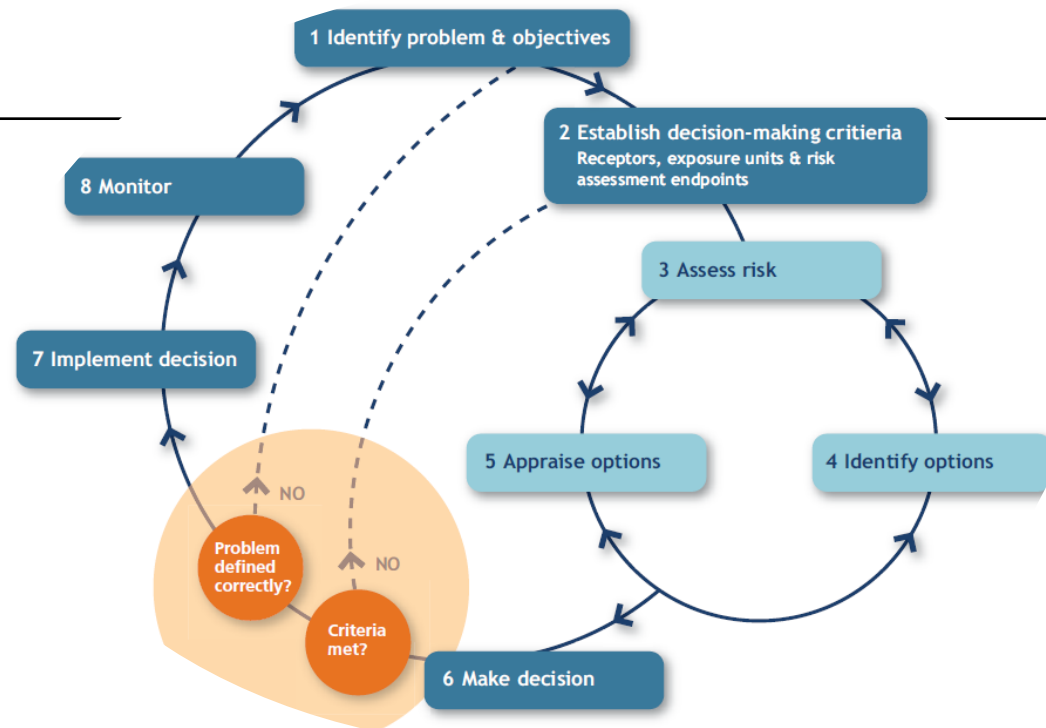 1 Identify problem & objectives
2 Establish decision-making critieria
Receptors, exposure units & risk
assessment endpoints
8 Monitor
3 Assess risk
7 Implement decision
5 Appraise options
4 Identify options
NO
Problem
defined
correctly?
NO
Criteria
met?
6 Make decision